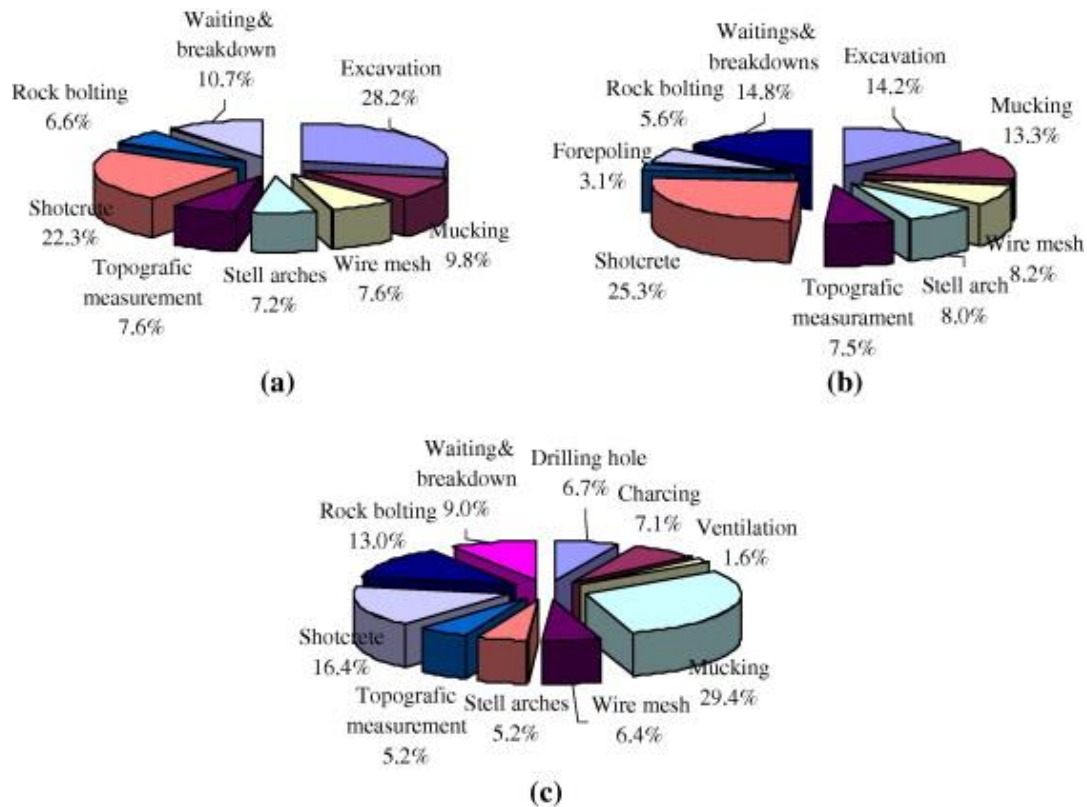 Waiting&
breakdown
10.7%
Excavation
28.2%
Rock bolting
6.6%
Shotcrete
22.3%
Topografic
measurement
7.6%
Stell arches
7.2%
Wire mesh
7.6%
Mucking
9.8%
(a)
Waitings&
breakdowns
14.8%
Excavation
14.2%
Rock bolting
5.6%
Mucking
13.3%
Forepoling
3.1%
Shotcrete
25.3%
Topografic
measurament
7.5%
Stell arch
8.0%
Wire mesh
8.2%
(b)
Waiting&
breakdown
9.0%
Drilling hole
6.7%
Charcing
7.1%
Ventilation
1.6%
Rock bolting
13.0%
Shotcrete
16.4%
Topografic
measurement
5.2%
Stell arches
5.2%
Wire mesh
6.4%
Mucking
29.4%
(c)